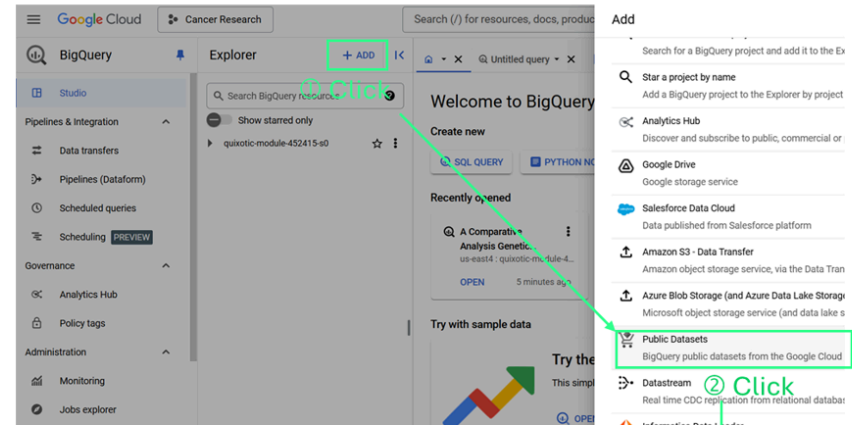 Google Cloud
Cancer Research
Search (/) for resources, docs, produc
BigQuery
Studio
Pipelines & Integration
Data transfers
Pipelines (Dataform)
Scheduled queries
Scheduling PREVIEW
Governance
Analytics Hub
Policy tags
Administration
Monitoring
Jobs explorer
Explorer
+ ADD
Search BigQuery resources
① Click
Show starred only
quixotic-module-452415-s0
Untitled query
Welcome to BigQuery
Create new
SQL QUERY
PYTHON NO
Recently opened
A Comparative
Analysis Genetic...
us-east4 : quixotic-module-4...
OPEN 5 minutes ago
Try with sample data
Try the
This simpl
OPE
Add
Search for a BigQuery project and add it to the Ex
Star a project by name
Add a BigQuery project to the Explorer by project
Analytics Hub
Discover and subscribe to public, commercial or
Google Drive
Google storage service
Salesforce Data Cloud
Data published from Salesforce platform
Amazon S3 - Data Transfer
Amazon object storage service, via the Data Tran
Azure Blob Storage (and Azure Data Lake Storage
Microsoft object storage service (and data lake s
Public Datasets
BigQuery public datasets from the Google Cloud
Datastream
② Click
Real time CDC replication from relational databas